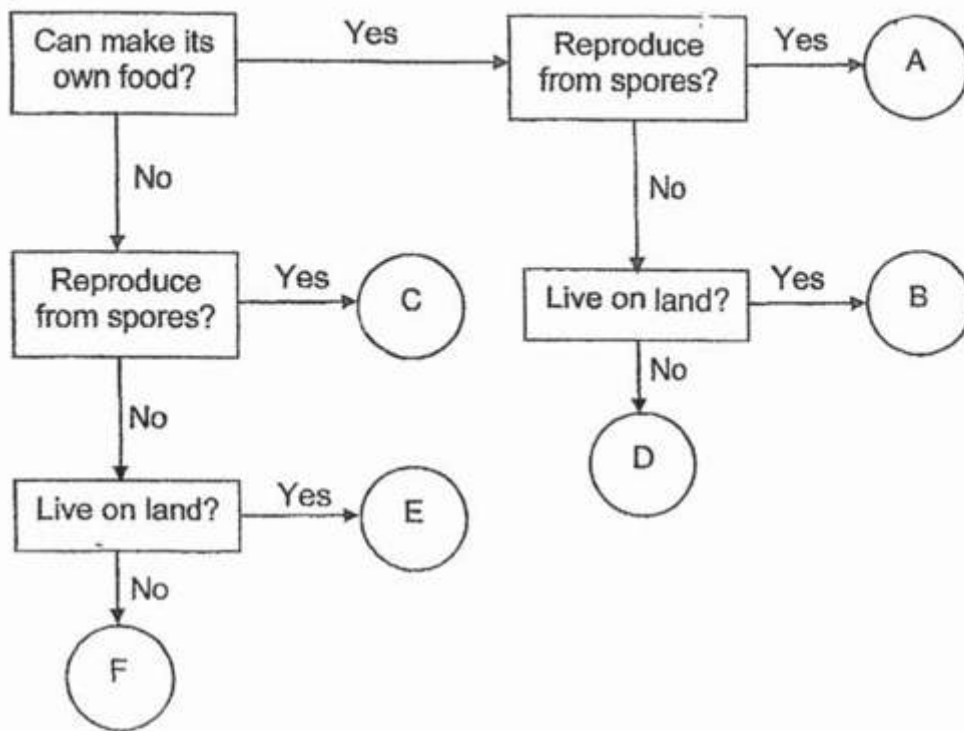 Can make its
own food?
Yes
Reproduce
from spores?
Yes
A
No
No
Reproduce
from spores?
Yes
C
Live on land?
Yes
B
No
No
D
Live on land?
Yes
E
No
F